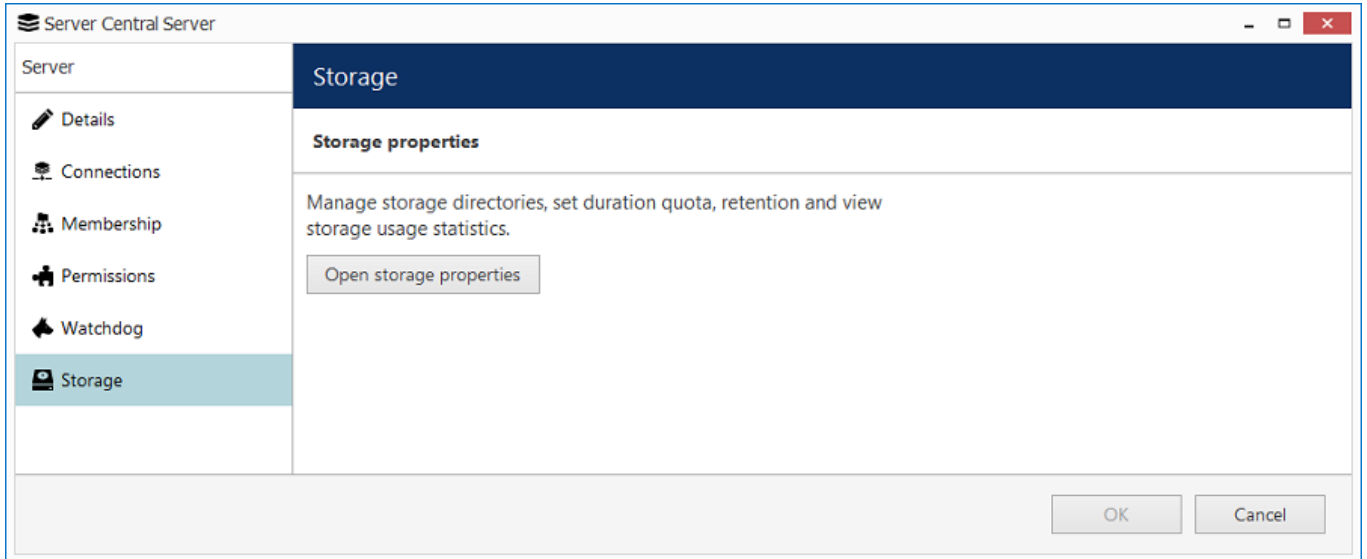 Server Central Server
Server
Details
Connections
Membership
Permissions
Watchdog
Storage
Storage
Storage properties
Manage storage directories, set duration quota, retention and view
storage usage statistics.
Open storage properties
OK
Cancel